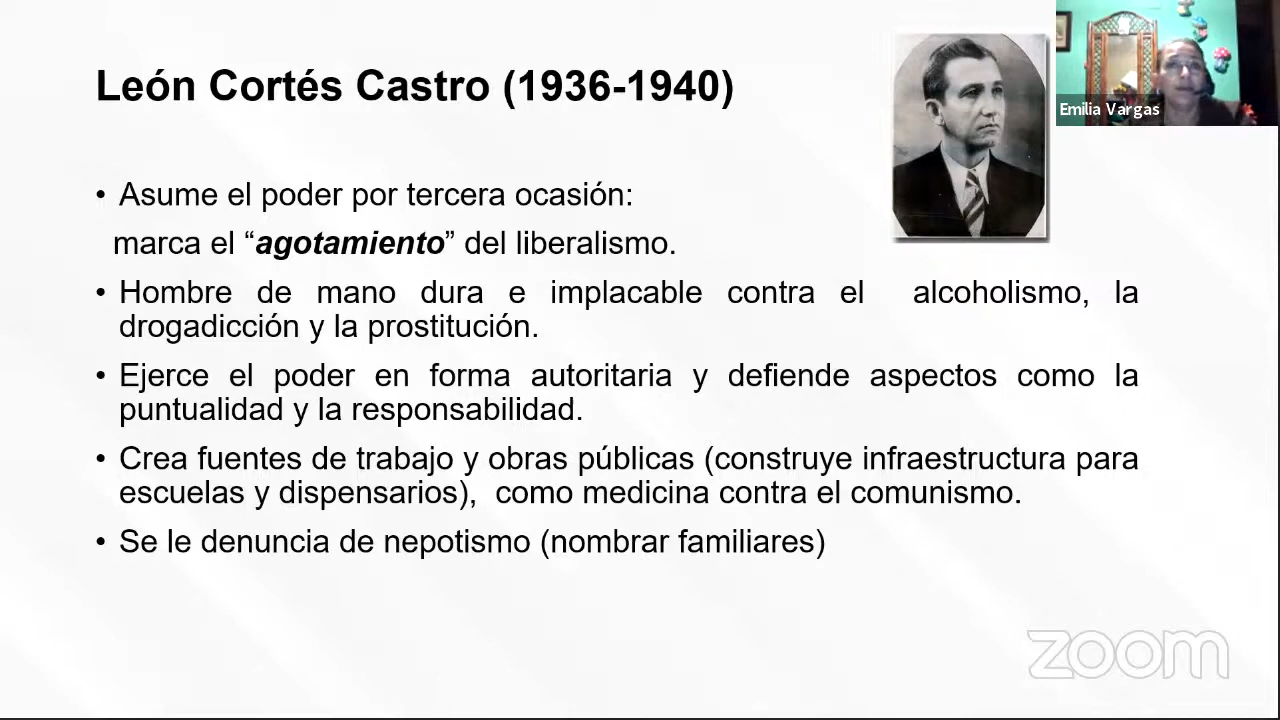 León Cortés Castro (1936-1940)
Emilia Vargas
• Asume el poder por tercera ocasión:
marca el “agotamiento” del liberalismo.
• Hombre de mano dura e implacable contra el alcoholismo, la
drogadicción y la prostitución.
• Ejerce el poder en forma autoritaria y defiende aspectos como la
puntualidad y la responsabilidad.
• Crea fuentes de trabajo y obras públicas (construye infraestructura para
escuelas y dispensarios), como medicina contra el comunismo.
• Se le denuncia de nepotismo (nombrar familiares)
zoom